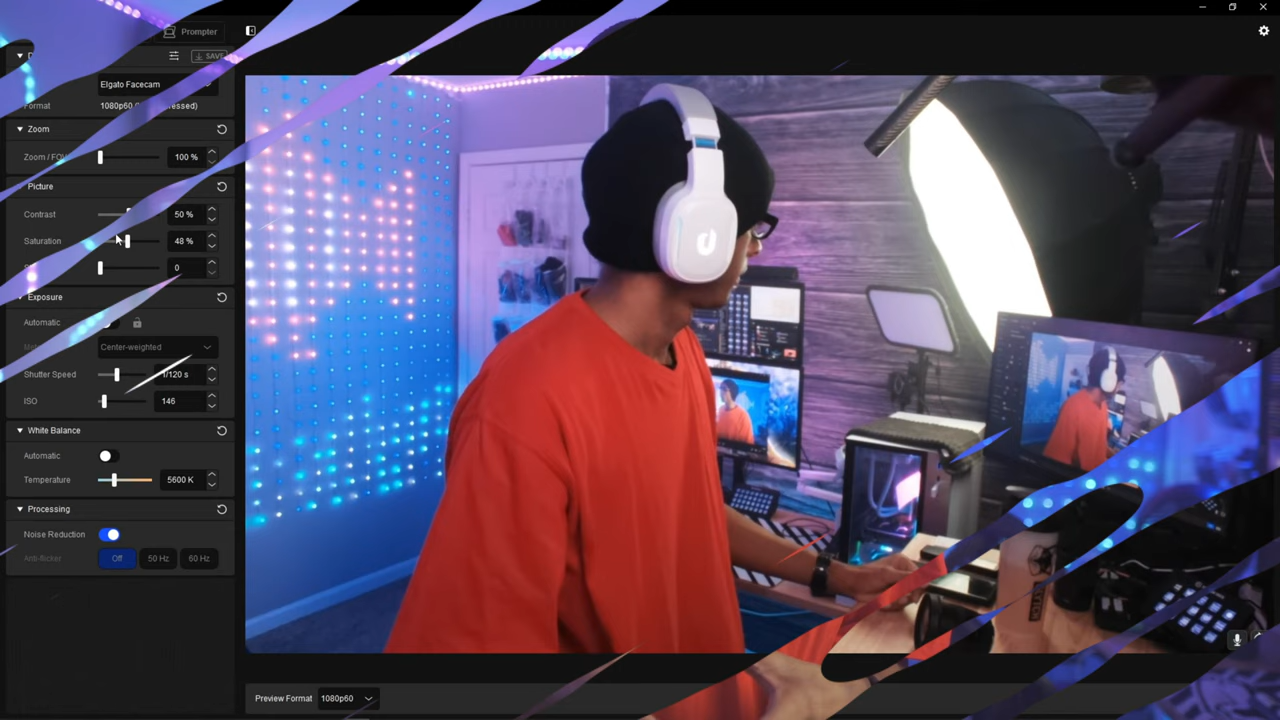 Prompter
SAVE
Elgato Facecam
Format 1080p60
Zoom
Zoom / FOV 100 %
Picture
Contrast 50 %
Saturation 48 %
0
Exposure
Automatic
Center-weighted
Shutter Speed 1/120 s
ISO 146
White Balance
Automatic
Temperature 5600 K
Processing
Noise Reduction
Anti-flicker Off 50 Hz 60 Hz
Preview Format 1080p60